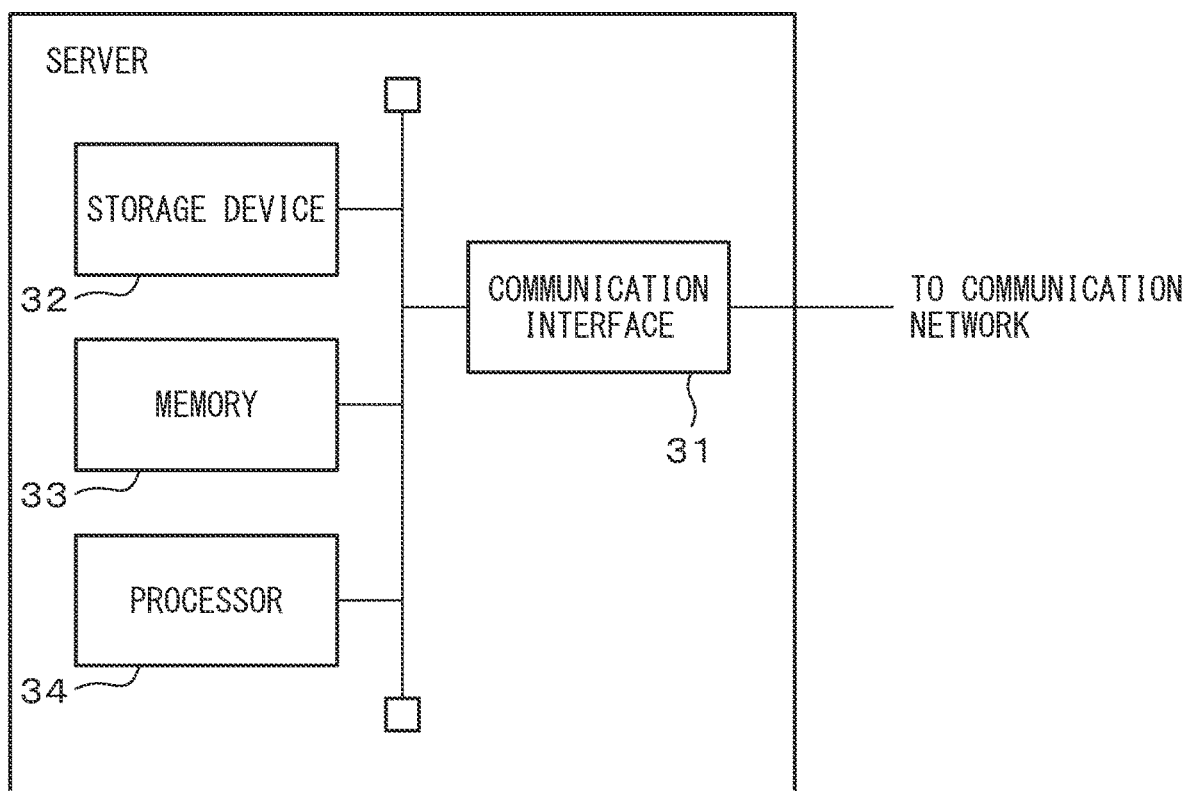 SERVER
STORAGE DEVICE
32
COMMUNICATION
INTERFACE
31
TO COMMUNICATION
NETWORK
MEMORY
33
PROCESSOR
34